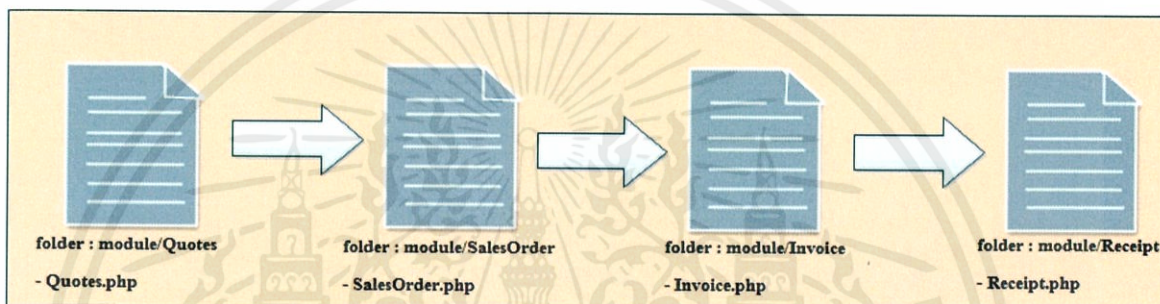 folder : module/Quotes
- Quotes.php
folder : module/SalesOrder
- SalesOrder.php
folder : module/Invoice
- Invoice.php
folder : module/Receipt
- Receipt.php